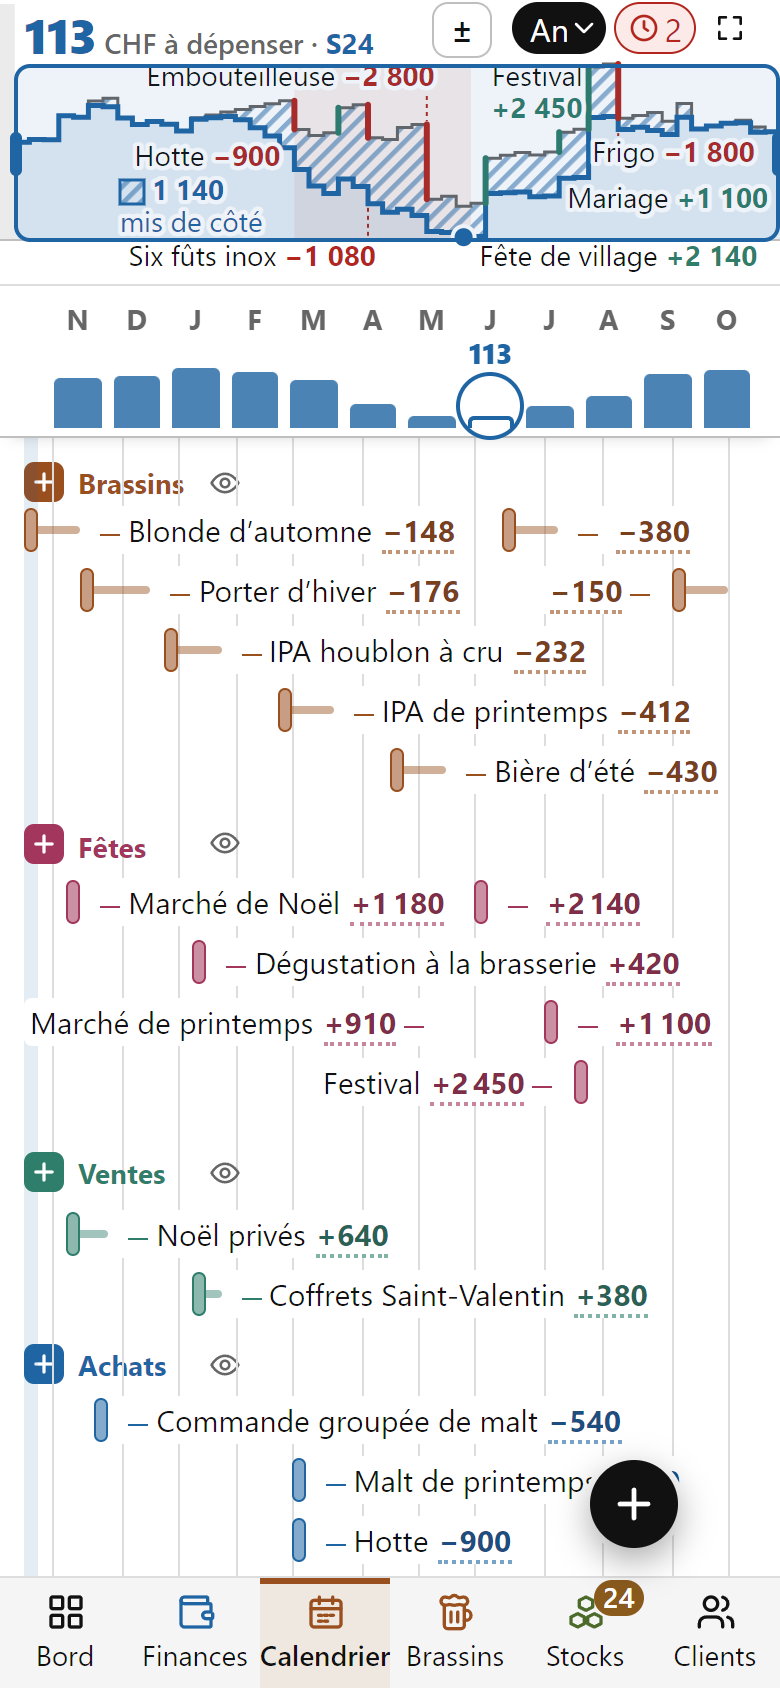 113 CHF à dépenser · S24
±
An
2
Embouteilleuse −2 800
Festival
+2 450
Hotte −900
Frigo −1 800
1 140
mis de côté
Mariage +1 100
Six fûts inox −1 080
Fête de village +2 140
N D J F M A M J J A S O
113
Brassins
Blonde d’automne −148
−380
Porter d’hiver −176
−150
IPA houblon à cru −232
IPA de printemps −412
Bière d’été −430
Fêtes
Marché de Noël +1 180
+2 140
Dégustation à la brasserie +420
Marché de printemps +910
+1 100
Festival +2 450
Ventes
Noël privés +640
Coffrets Saint-Valentin +380
Achats
Commande groupée de malt −540
Malt de printemps
Hotte −900
24
Bord Finances Calendrier Brassins Stocks Clients